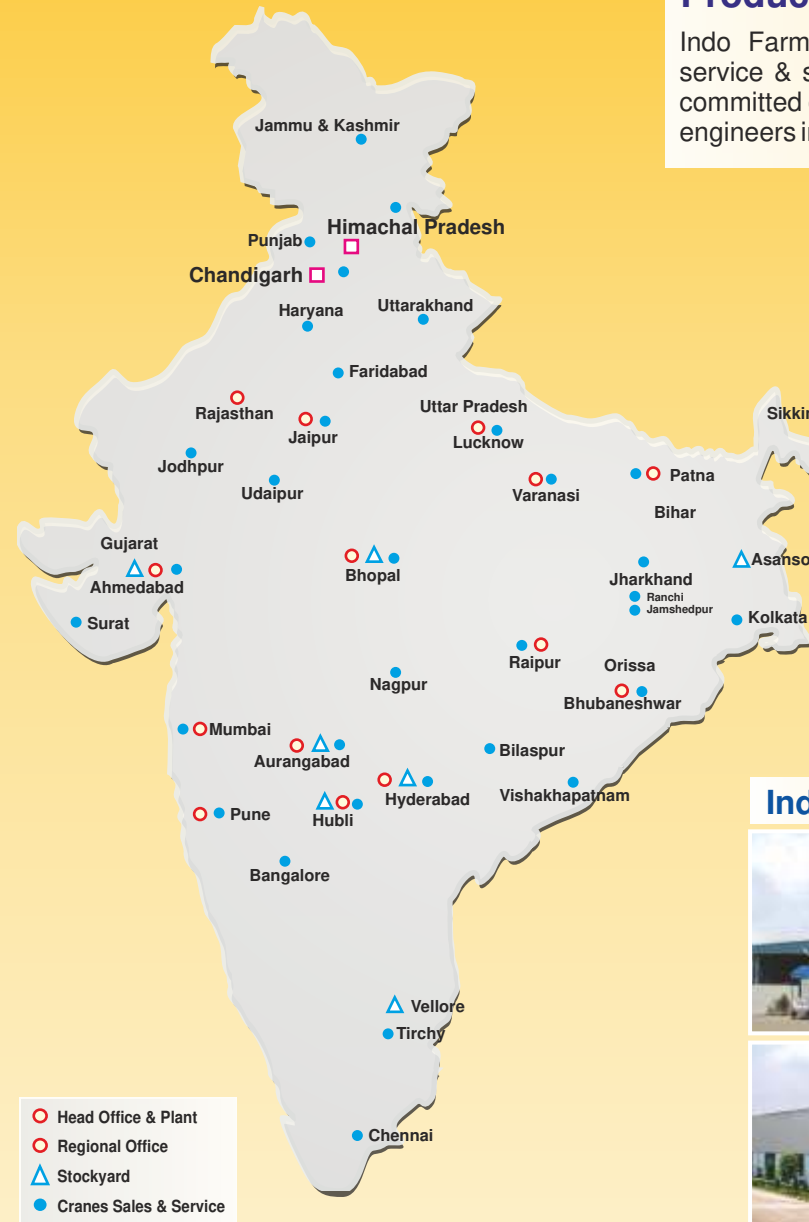 Indo Farm
service & s
committed
engineers i
Jammu & Kashmir
Himachal Pradesh
Punjab
Chandigarh
Haryana
Uttarakhand
Faridabad
Rajasthan
Jaipur
Uttar Pradesh
Lucknow
Sikki
Jodhpur
Udaipur
Varanasi
Patna
Bihar
Gujarat
Ahmedabad
Bhopal
Asanso
Jharkhand
Ranchi
Jamshedpur
Surat
Kolkata
Raipur
Orissa
Nagpur
Bhubaneshwar
Mumbai
Aurangabad
Bilaspur
Hyderabad
Vishakhapatnam
Pune
Hubli
Ind
Bangalore
Vellore
Tirchy
Chennai
Head Office & Plant
Regional Office
Stockyard
Cranes Sales & Service